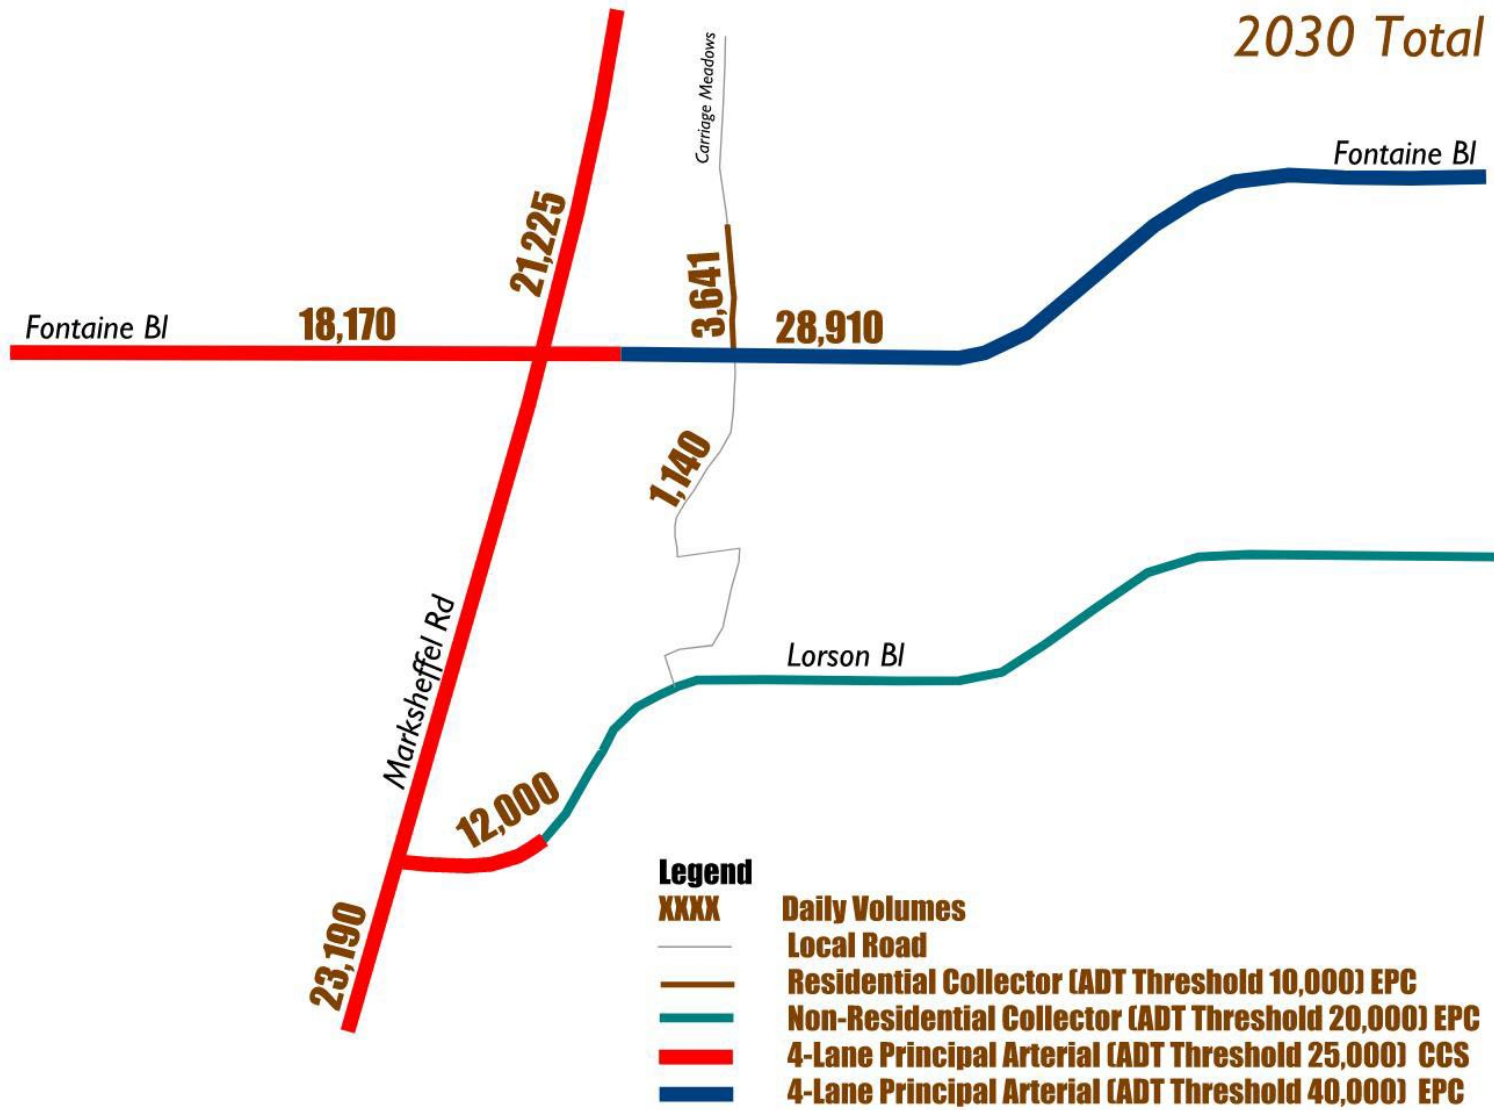 2030 Total
Carriage Meadows
Fontaine Bl
21,225
3,641
Fontaine Bl
18,170
28,910
1,140
Marksheffel Rd
Lorson Bl
12,000
23,190
Legend
XXXX Daily Volumes
Local Road
Residential Collector (ADT Threshold 10,000) EPC
Non-Residential Collector (ADT Threshold 20,000) EPC
4-Lane Principal Arterial (ADT Threshold 25,000) CCS
4-Lane Principal Arterial (ADT Threshold 40,000) EPC